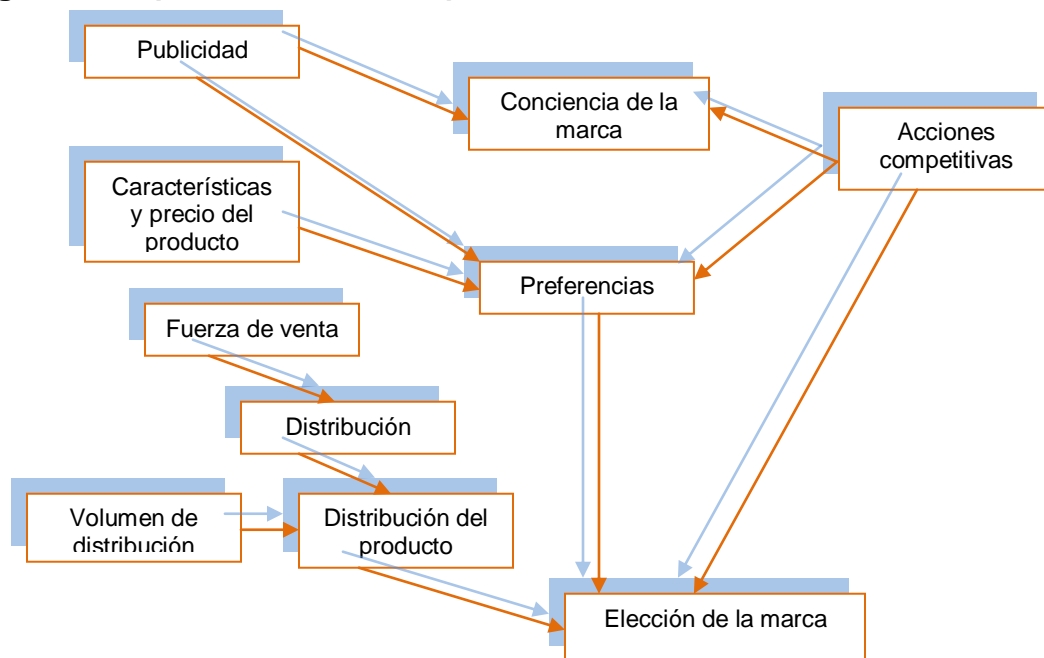 Publicidad
Conciencia de la
marca
Acciones
competitivas
Características
y precio del
producto
Preferencias
Fuerza de venta
Distribución
Volumen de
distribución
Distribución del
producto
Elección de la marca